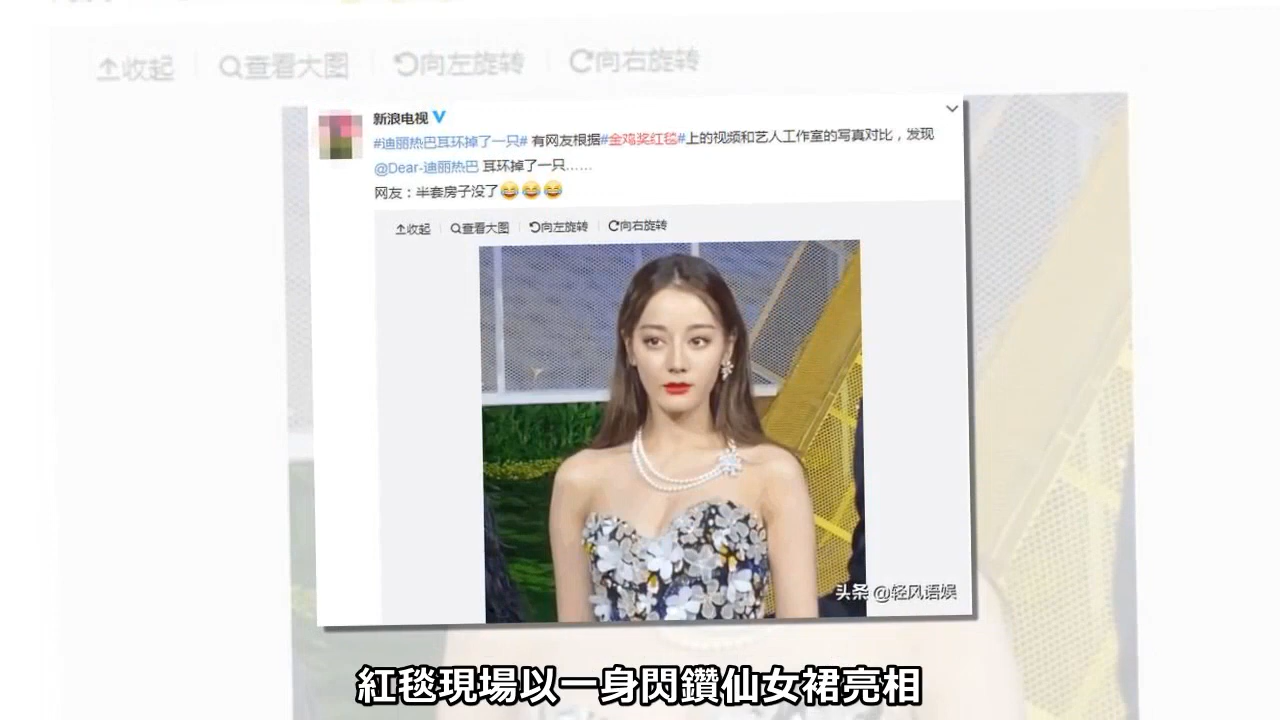 收起 查看大图 向左旋转 向右旋转
新浪电视
#迪丽热巴耳环掉了一只# 有网友根据#金鸡奖红毯#上的视频和艺人工作室的写真对比，发现
@Dear-迪丽热巴 耳环掉了一只……
网友：半套房子没了😂😂😂
收起 查看大图 向左旋转 向右旋转
头条 @轻风语娱
紅毯現場以一身閃鑽仙女裙亮相